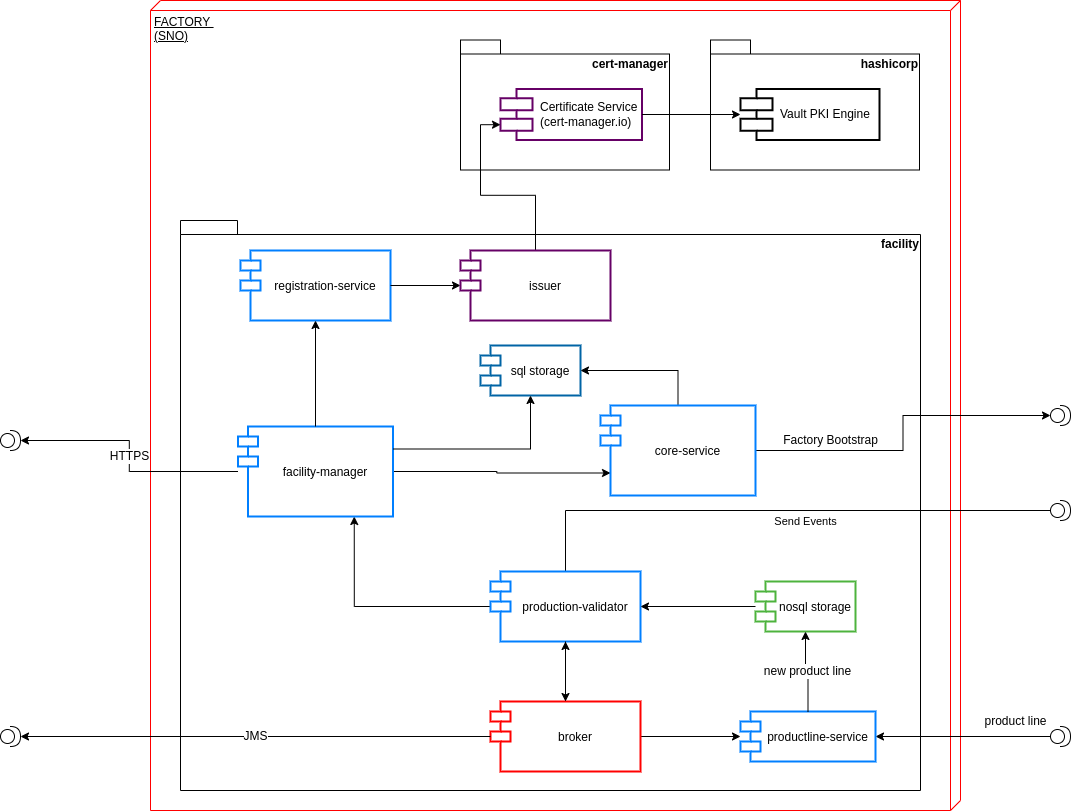 FACTORY
(SNO)
cert-manager
hashicorp
Certificate Service
(cert-manager.io)
Vault PKI Engine
facility
registration-service
issuer
sql storage
HTTPS
facility-manager
core-service
Factory Bootstrap
Send Events
production-validator
nosql storage
new product line
product line
JMS
broker
productline-service